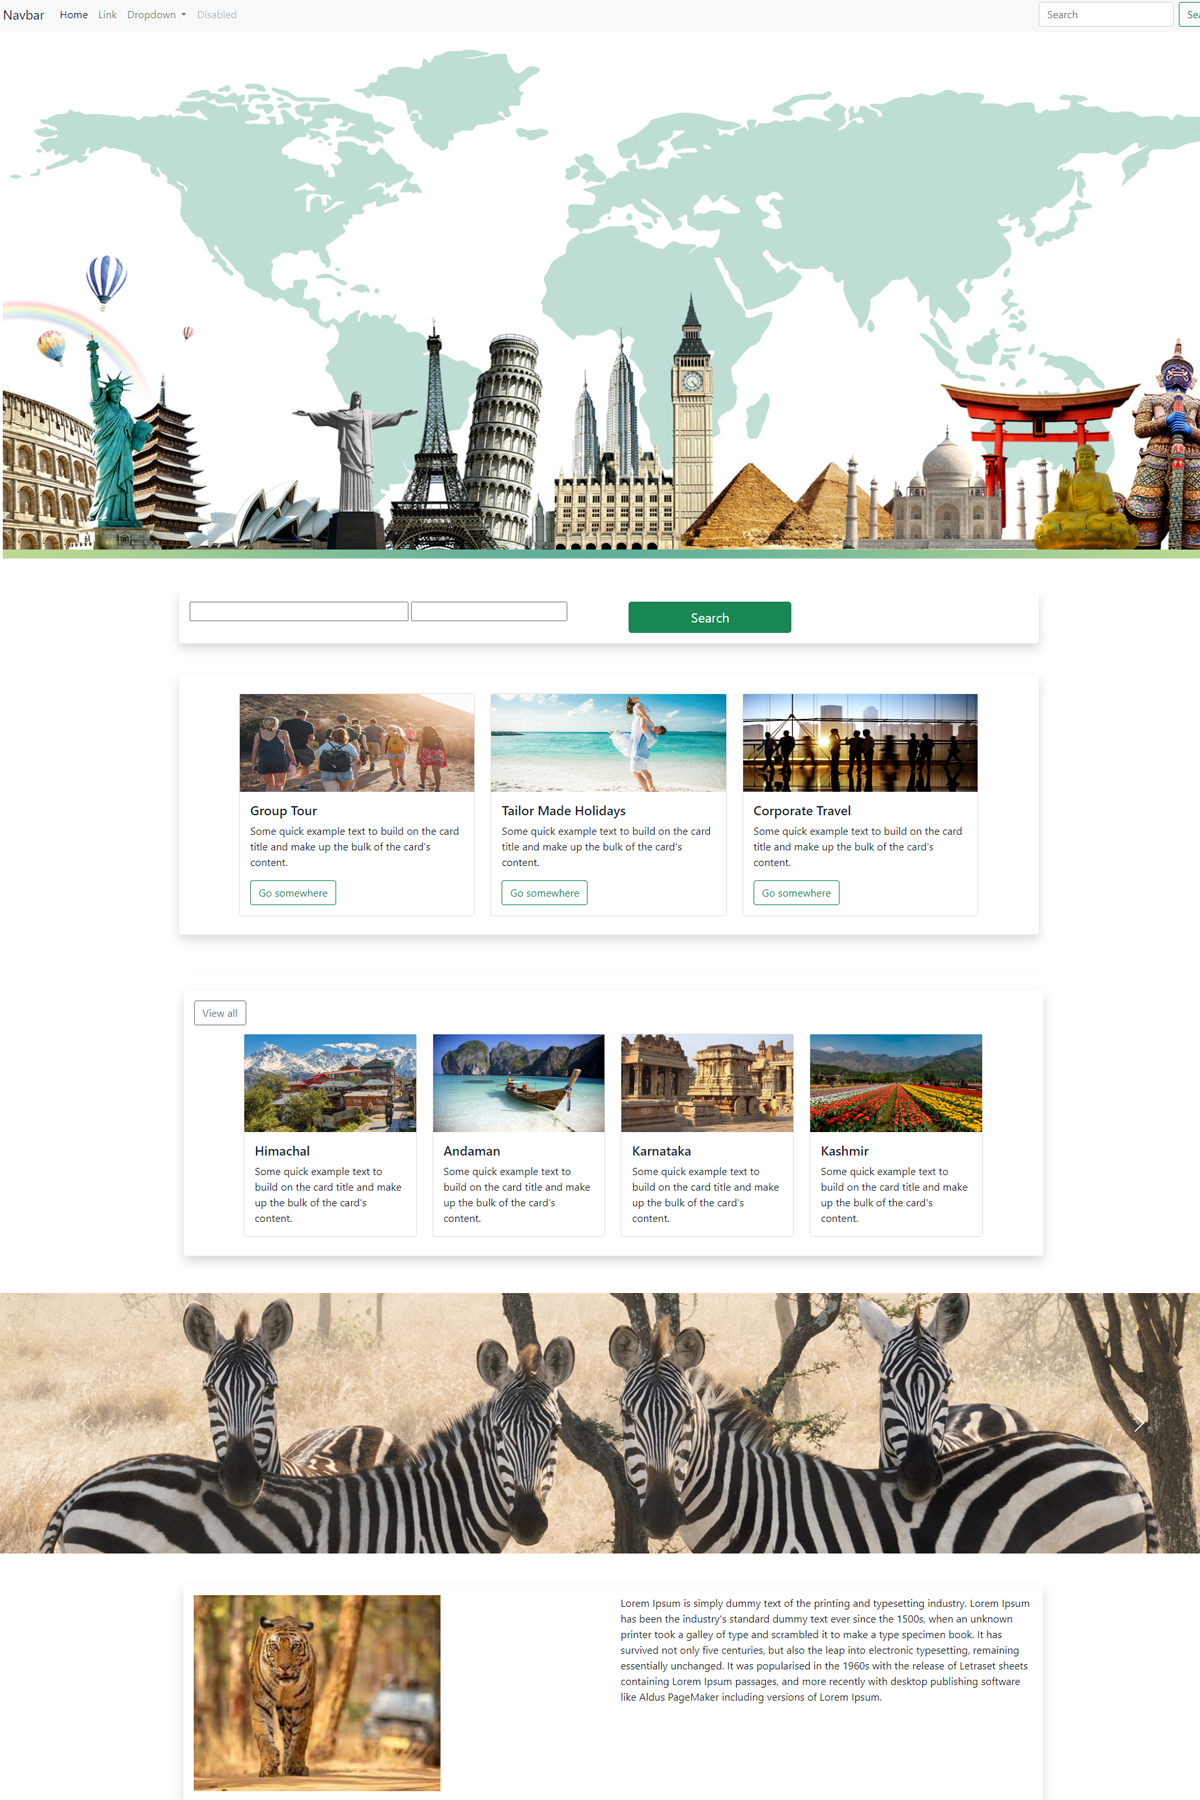 Navbar Home Link Dropdown Disabled Search
Search
Group Tour
Some quick example text to build on the card
title and make up the bulk of the card's
content.
Go somewhere
Tailor Made Holidays
Some quick example text to build on the card
title and make up the bulk of the card's
content.
Go somewhere
Corporate Travel
Some quick example text to build on the card
title and make up the bulk of the card's
content.
Go somewhere
View all
Himachal
Some quick example text to
build on the card title and make
up the bulk of the card's
content.
Andaman
Some quick example text to
build on the card title and make
up the bulk of the card's
content.
Karnataka
Some quick example text to
build on the card title and make
up the bulk of the card's
content.
Kashmir
Some quick example text to
build on the card title and make
up the bulk of the card's
content.
Lorem Ipsum is simply dummy text of the printing and typesetting industry. Lorem Ipsum
has been the industry's standard dummy text ever since the 1500s, when an unknown
printer took a galley of type and scrambled it to make a type specimen book. It has
survived not only five centuries, but also the leap into electronic typesetting, remaining
essentially unchanged. It was popularised in the 1960s with the release of Letraset sheets
containing Lorem Ipsum passages, and more recently with desktop publishing software
like Aldus PageMaker including versions of Lorem Ipsum.